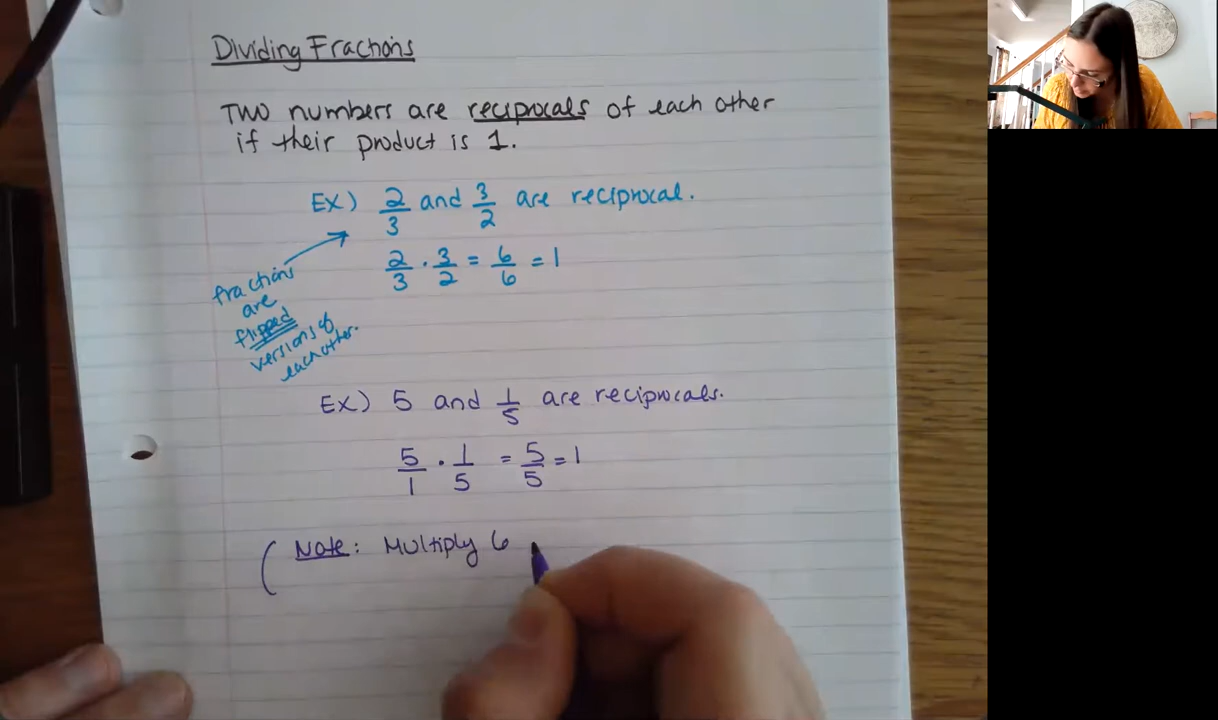 Dividing Fractions
Two numbers are reciprocals of each other
if their product is 1.
Ex) 2/3 and 3/2 are reciprocal.
2/3 · 3/2 = 6/6 = 1
fractions
are
flipped
versions of
each other.
Ex) 5 and 1/5 are reciprocals.
5/1 · 1/5 = 5/5 = 1
(Note: Multiply 6